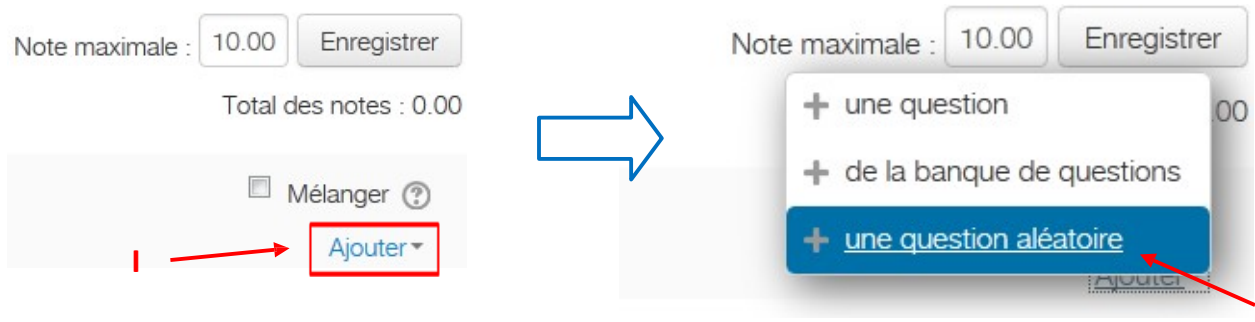 Note maximale : 10.00 Enregistrer
Total des notes : 0.00
Mélanger ?
Ajouter
Note maximale : 10.00 Enregistrer
une question
.00
de la banque de questions
une question aléatoire
Ajouter